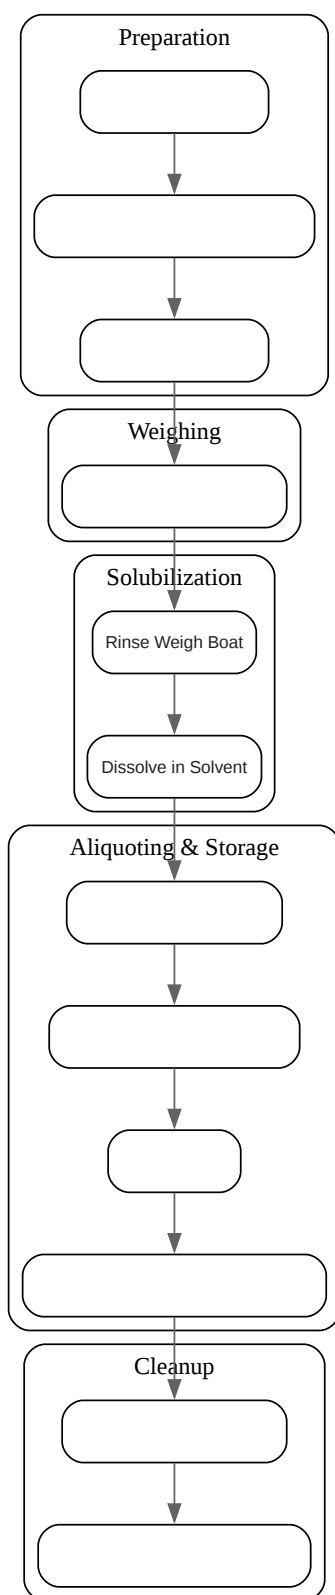 Preparation
Weighing
Solubilization
Rinse Weigh Boat
Dissolve in Solvent
Aliquoting & Storage
Cleanup